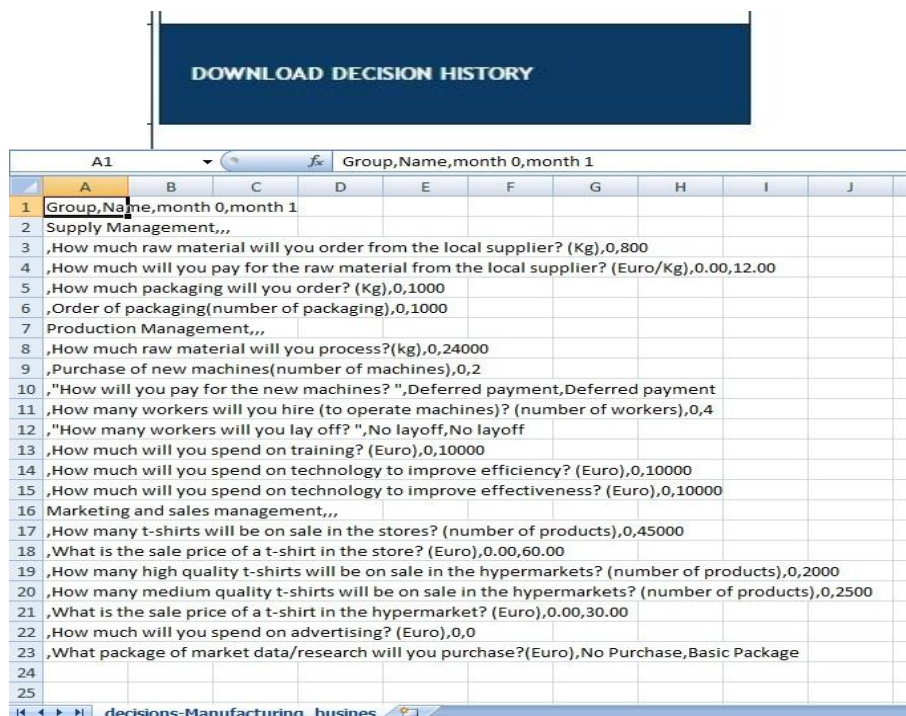 DOWNLOAD DECISION HISTORY
A1 fx Group,Name,month 0,month 1
A B C D E F G H I J
1 Group,Name,month 0,month 1
2 Supply Management,,,
3 ,How much raw material will you order from the local supplier? (Kg),0,800
4 ,How much will you pay for the raw material from the local supplier? (Euro/Kg),0.00,12.00
5 ,How much packaging will you order? (Kg),0,1000
6 ,Order of packaging(number of packaging),0,1000
7 Production Management,,,
8 ,How much raw material will you process?(kg),0,24000
9 ,Purchase of new machines(number of machines),0,2
10 ,"How will you pay for the new machines? ",Deferred payment,Deferred payment
11 ,How many workers will you hire (to operate machines)? (number of workers),0,4
12 ,"How many workers will you lay off? ",No layoff,No layoff
13 ,How much will you spend on training? (Euro),0,10000
14 ,How much will you spend on technology to improve efficiency? (Euro),0,10000
15 ,How much will you spend on technology to improve effectiveness? (Euro),0,10000
16 Marketing and sales management,,,
17 ,How many t-shirts will be on sale in the stores? (number of products),0,45000
18 ,What is the sale price of a t-shirt in the store? (Euro),0.00,60.00
19 ,How many high quality t-shirts will be on sale in the hypermarkets? (number of products),0,2000
20 ,How many medium quality t-shirts will be on sale in the hypermarkets? (number of products),0,2500
21 ,What is the sale price of a t-shirt in the hypermarket? (Euro),0.00,30.00
22 ,How much will you spend on advertising? (Euro),0,0
23 ,What package of market data/research will you purchase?(Euro),No Purchase,Basic Package
24
25
decisions-Manufacturing_busines